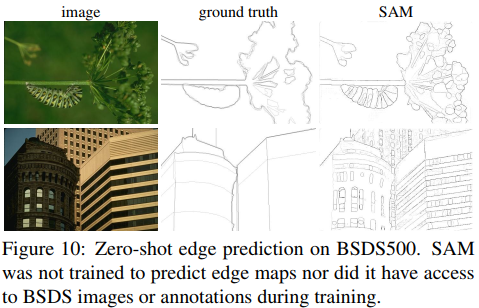 image ground truth SAM
Figure 10: Zero-shot edge prediction on BSDS500. SAM
was not trained to predict edge maps nor did it have access
to BSDS images or annotations during training.